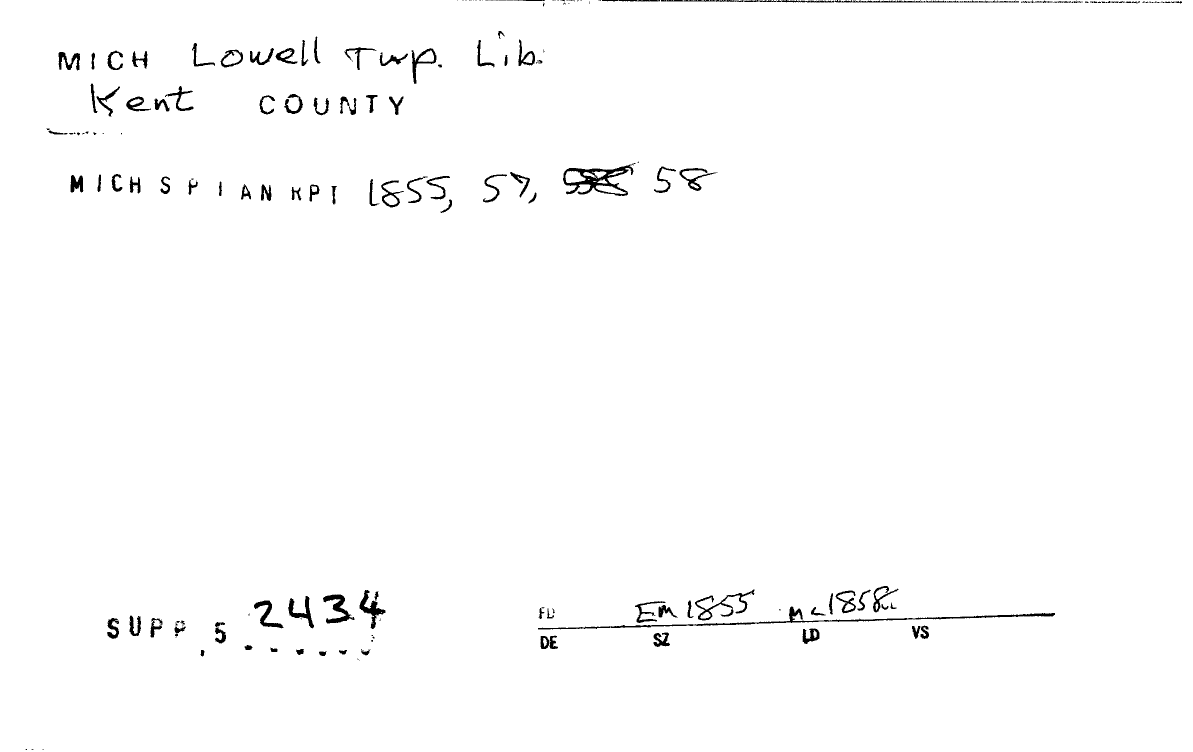 MICH Lowell Twp. Lib.
Kent COUNTY
MICH S P I AN RPT 1855, 57, 58
SUPP. 5 2434
FD Em 1855 mc 1858
DE SZ LD VS